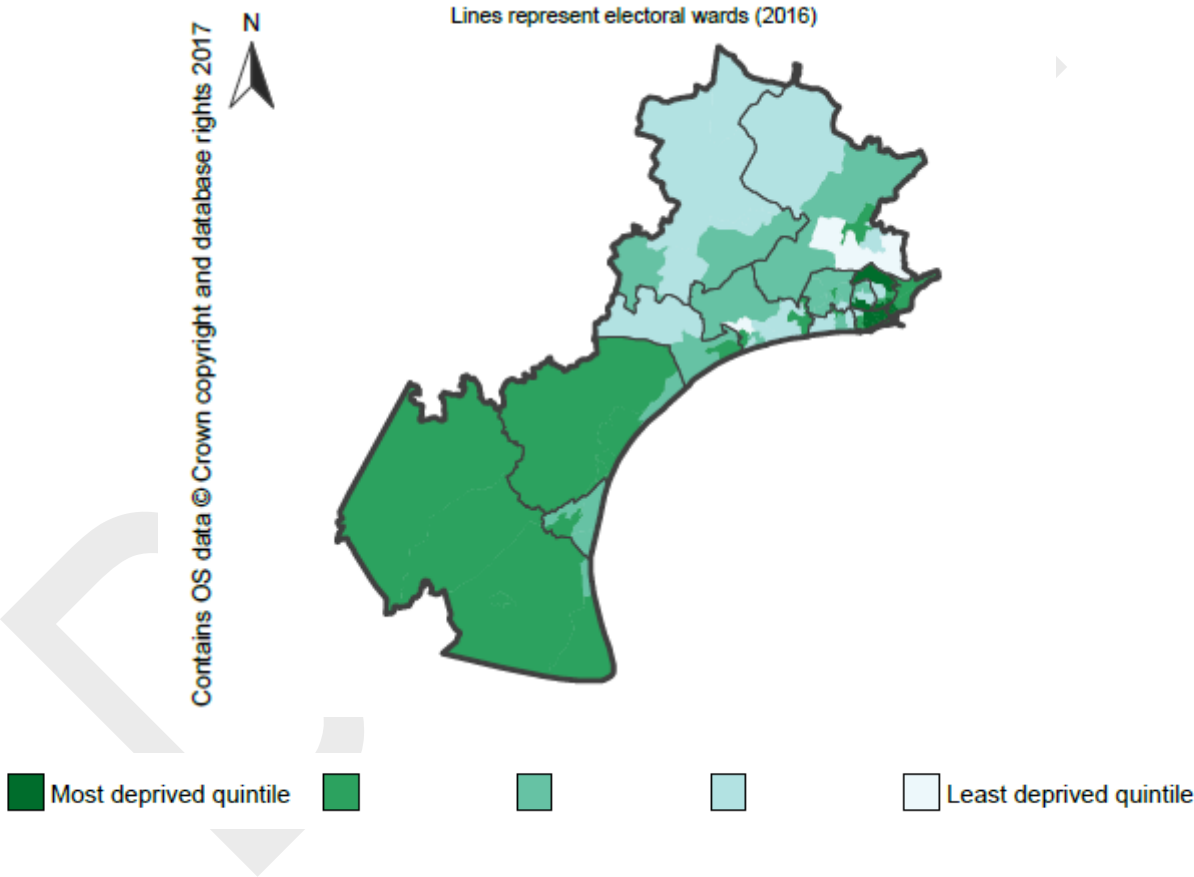 Lines represent electoral wards (2016)
N
Contains OS data © Crown copyright and database rights 2017
Most deprived quintile
Least deprived quintile